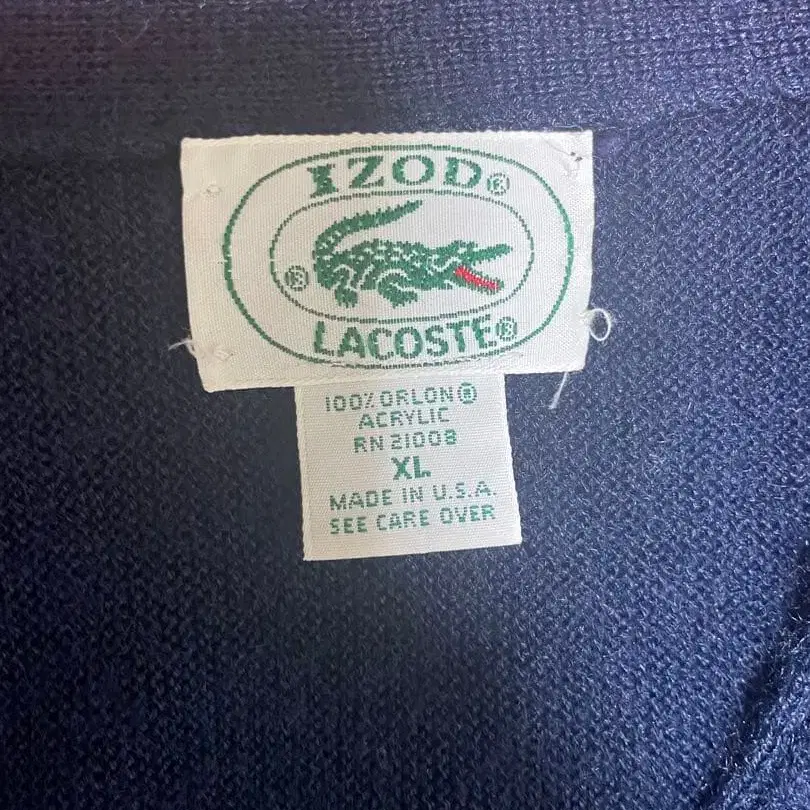 IZOD®
®
LACOSTE®
100% ORLON®
ACRYLIC
RN 21008
XL
MADE IN U.S.A.
SEE CARE OVER